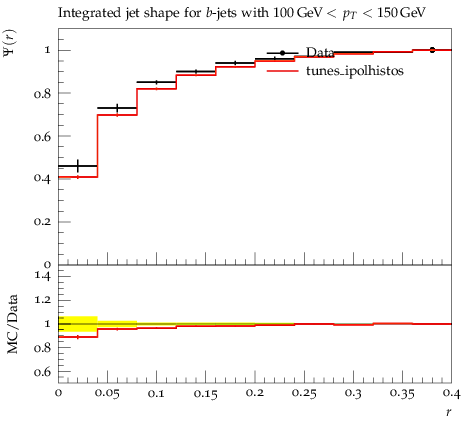 Integrated jet shape for b-jets with 100 GeV < p_T < 150 GeV
Ψ(r)
1
0.8
0.6
0.4
0.2
0
Data
tunes_ipolhistos
MC/Data
1.4
1.2
1
0.8
0.6
0 0.05 0.1 0.15 0.2 0.25 0.3 0.35 0.4
r